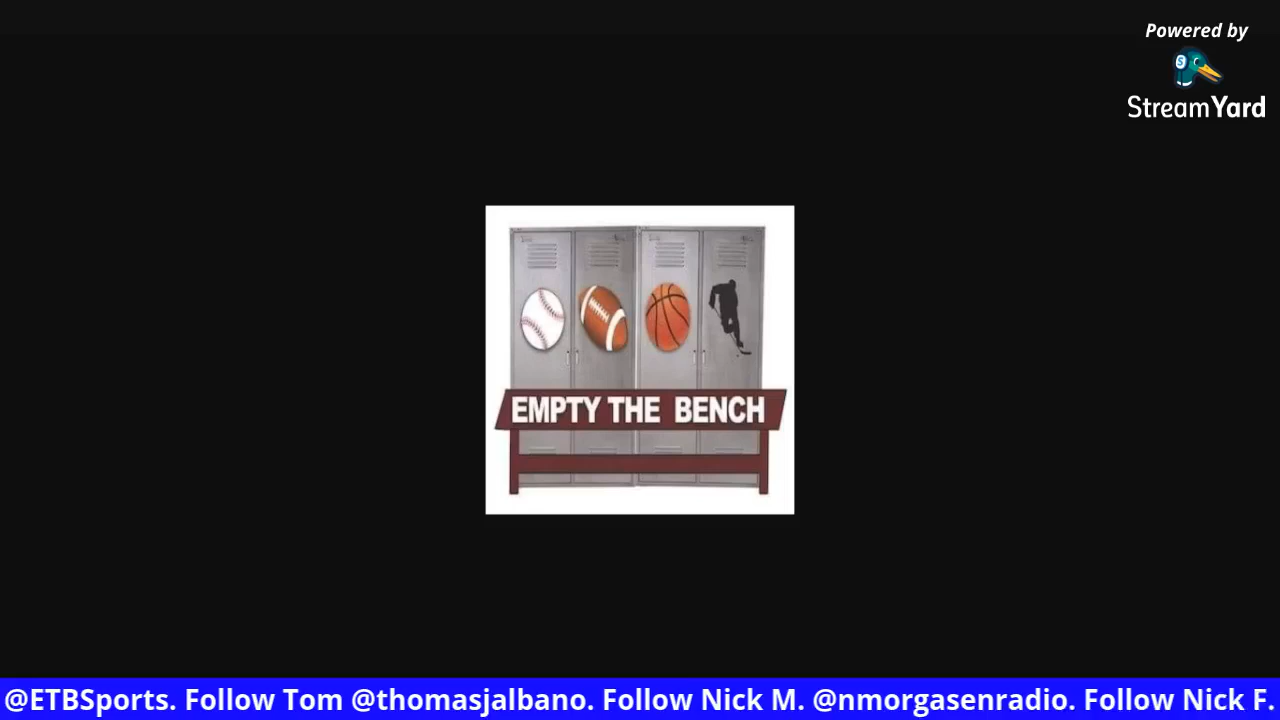 Powered by
StreamYard
EMPTY THE BENCH
@ETBSports. Follow Tom @thomasjalbano. Follow Nick M. @nmorgasenradio. Follow Nick F.